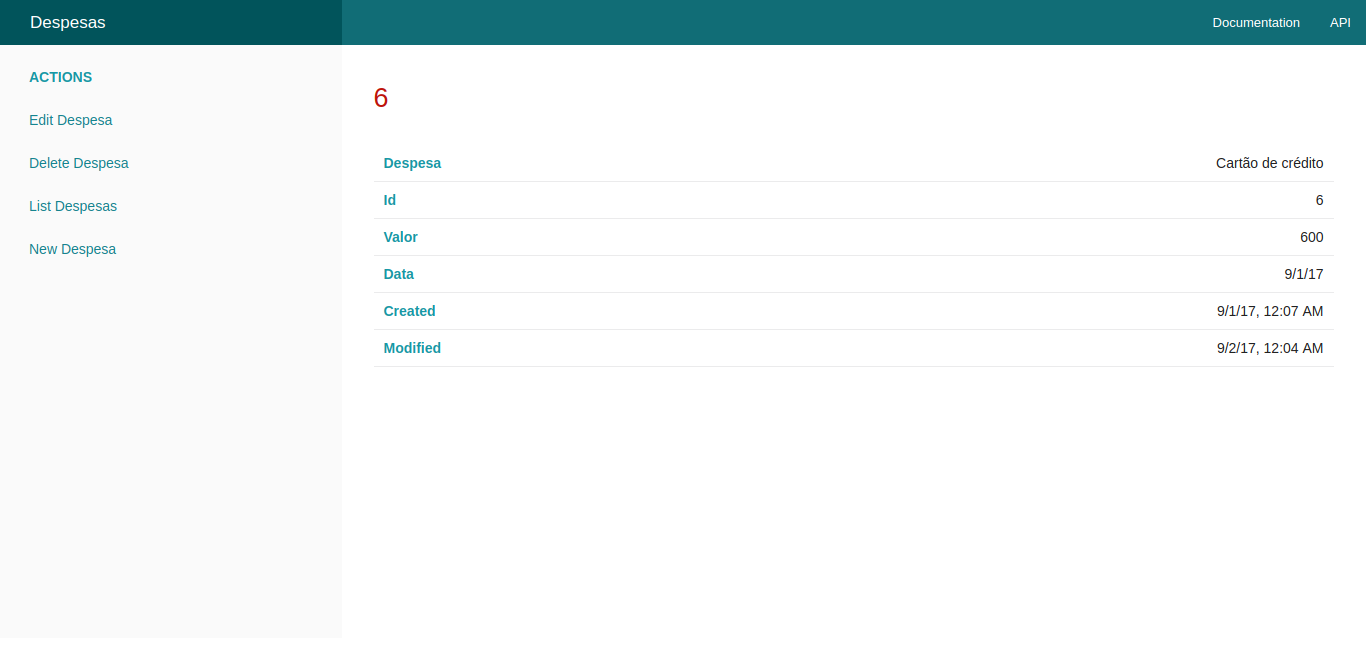 Despesas
Documentation
API
ACTIONS
Edit Despesa
Delete Despesa
List Despesas
New Despesa
6
Despesa Cartão de crédito
Id 6
Valor 600
Data 9/1/17
Created 9/1/17, 12:07 AM
Modified 9/2/17, 12:04 AM